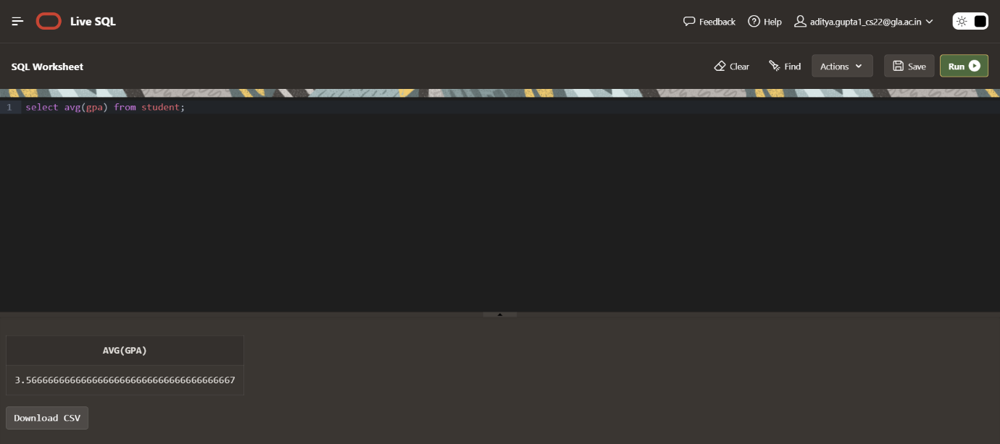 Live SQL
Feedback Help aditya.gupta1_cs22@gla.ac.in
SQL Worksheet
Clear Find Actions Save Run
1 select avg(gpa) from student;
AVG(GPA)
3.56666666666666666666666666666666666667
Download CSV